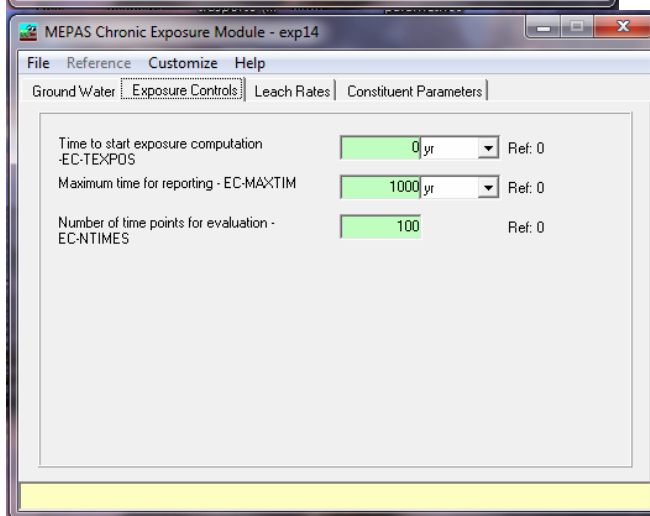 MEPAS Chronic Exposure Module - exp14
File Reference Customize Help
Ground Water Exposure Controls Leach Rates Constituent Parameters
Time to start exposure computation
-EC-TEXPOS
0 yr Ref: 0
Maximum time for reporting - EC-MAXTIM 1000 yr Ref: 0
Number of time points for evaluation -
EC-NTIMES
100 Ref: 0